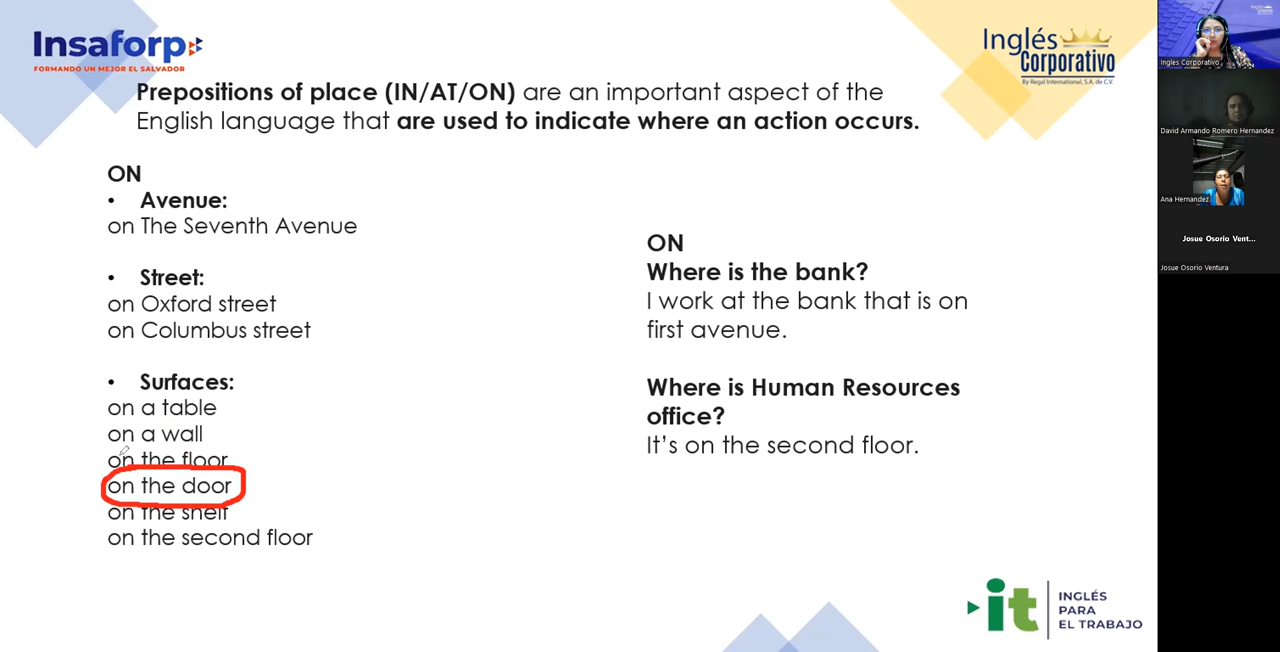 Insaforp
FORMANDO UN MEJOR EL SALVADOR
Inglés
Corporativo
By Regal International, S.A. de C.V.
Prepositions of place (IN/AT/ON) are an important aspect of the
English language that are used to indicate where an action occurs.
ON
• Avenue:
on The Seventh Avenue
• Street:
on Oxford street
on Columbus street
• Surfaces:
on a table
on a wall
on the floor
on the door
on the shelf
on the second floor
ON
Where is the bank?
I work at the bank that is on
first avenue.
Where is Human Resources
office?
It's on the second floor.
it
INGLÉS
PARA
EL TRABAJO
Ingles Corporativo
David Armando Romero Hernandez
Ana Hernandez
Josue Osorio Vent...
Josue Osorio Ventura